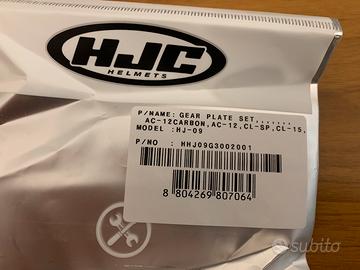 HJC
HELMETS
P/NAME: GEAR PLATE SET,,,,,,,
AC-12CARBON,AC-12,CL-SP,CL-15,
MODEL :HJ-09
P/NO : HHJ09G3002001
8 804269 807064
subito